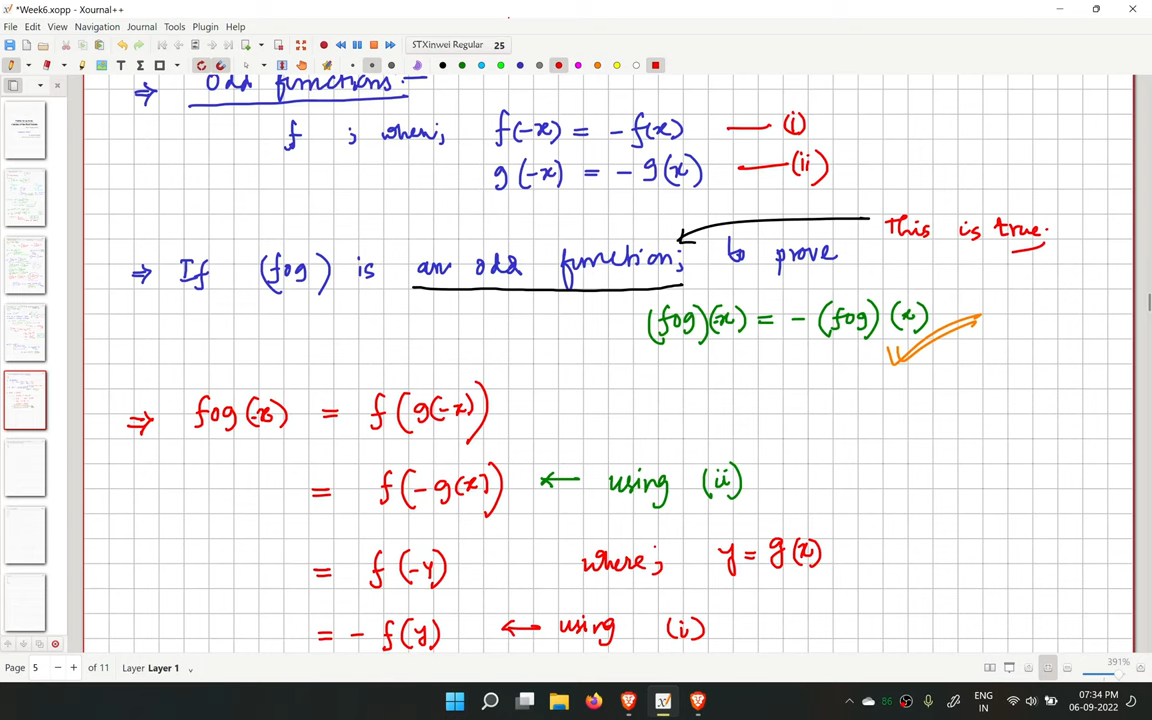 *Week6.xopp - Xournal++
File Edit View Navigation Journal Tools Plugin Help
STXinwei Regular 25
⇒ Odd functions:-
f ; when; f(-x) = - f(x) — (i)
g(-x) = - g(x) — (ii)
This is true.
⇒ If (fog) is an odd function; to prove
(fog)(-x) = - (fog) (x)
⇒ fog(-x) = f(g(-x))
= f(-g(x)) ← using (ii)
= f(-y) where; y = g(x)
= - f(y) ← using (i)
Page 5 of 11 Layer Layer 1 391%
86 ENG IN 07:34 PM 06-09-2022